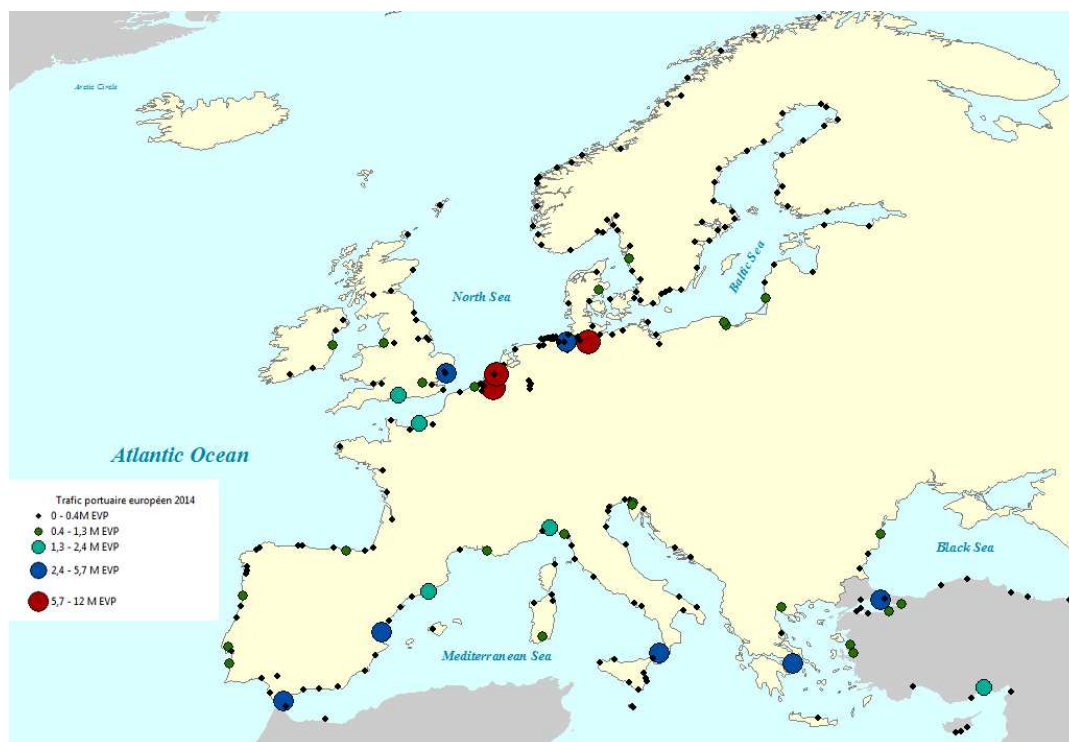 Arctic Circle
North Sea
Baltic Sea
Atlantic Ocean
Trafic portuaire européen 2014
0 - 0.4M EVP
0.4 - 1,3 M EVP
1,3 - 2,4 M EVP
2,4 - 5,7 M EVP
5,7 - 12 M EVP
Black Sea
Mediterranean Sea